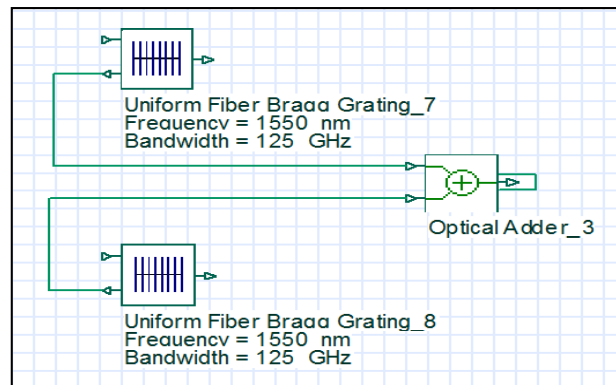 Uniform Fiber Bragg Grating_7
Frequency = 1550 nm
Bandwidth = 125 GHz
Optical Adder_3
Uniform Fiber Bragg Grating_8
Frequency = 1550 nm
Bandwidth = 125 GHz